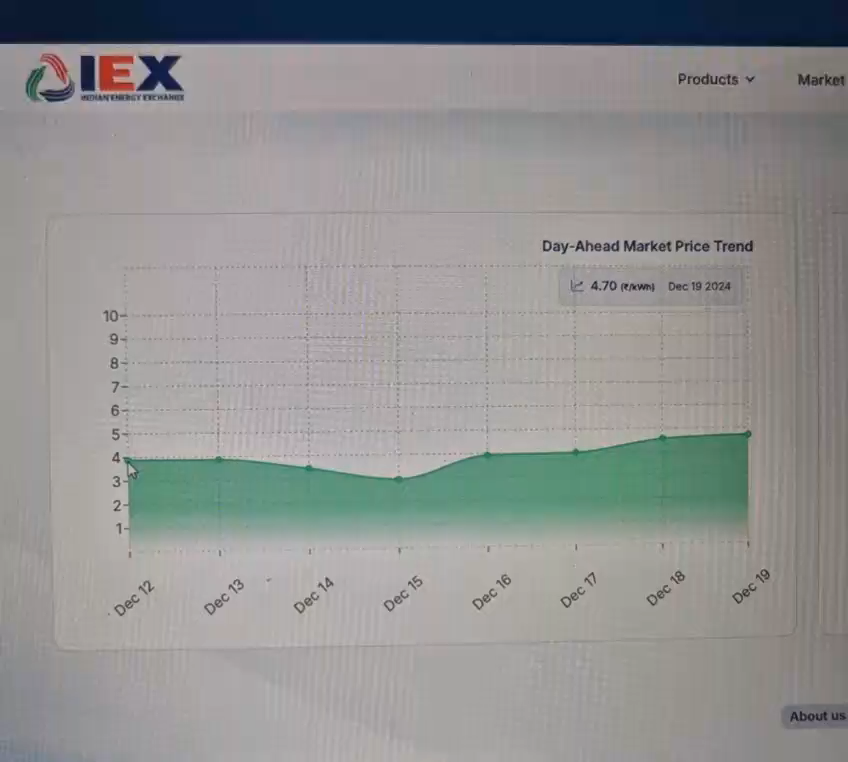 IEX
INDIAN ENERGY EXCHANGE
Products
Market
Day-Ahead Market Price Trend
4.70 (₹/kWh) Dec 19 2024
10
9
8
7
6
5
4
3
2
1
Dec 12
Dec 13
Dec 14
Dec 15
Dec 16
Dec 17
Dec 18
Dec 19
About us